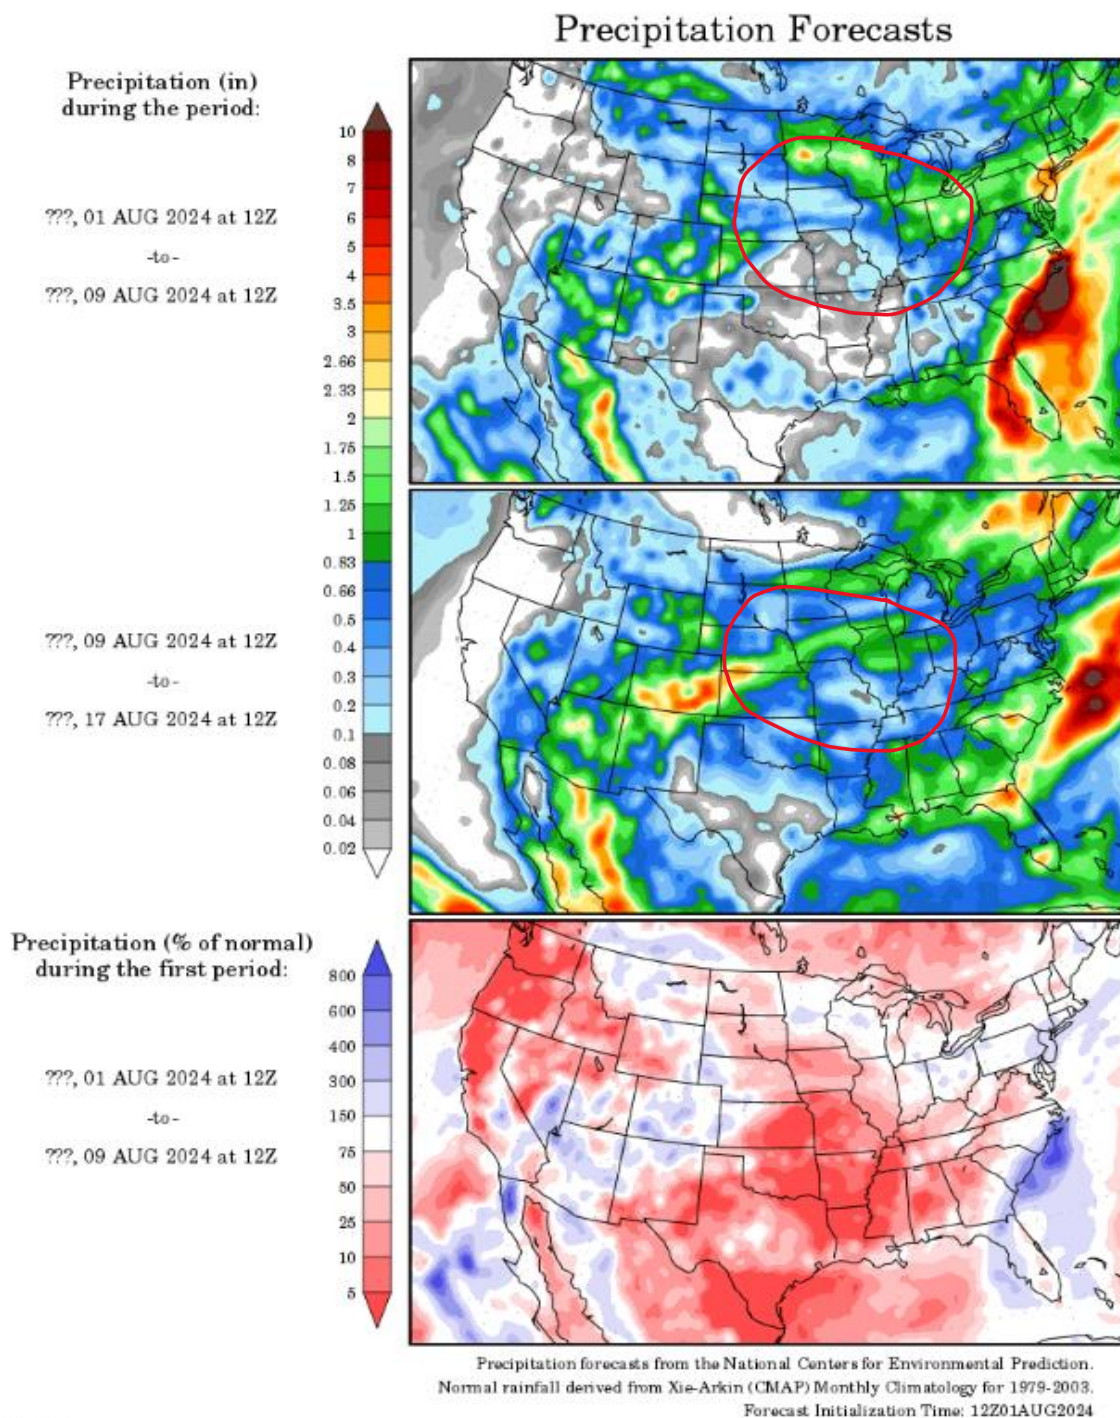 Precipitation Forecasts
Precipitation (in)
during the period:
???, 01 AUG 2024 at 12Z
-to-
???, 09 AUG 2024 at 12Z
10
8
7
6
5
4
3.5
3
2.66
2.33
2
1.75
1.5
1.25
1
0.83
0.66
0.5
0.4
0.3
0.2
0.1
0.08
0.06
0.04
0.02
???, 09 AUG 2024 at 12Z
-to-
???, 17 AUG 2024 at 12Z
Precipitation (% of normal)
during the first period:
???, 01 AUG 2024 at 12Z
-to-
???, 09 AUG 2024 at 12Z
800
600
400
300
150
75
50
25
10
5
Precipitation forecasts from the National Centers for Environmental Prediction.
Normal rainfall derived from Xie-Arkin (CMAP) Monthly Climatology for 1979-2003.
Forecast Initialization Time: 12Z01AUG2024